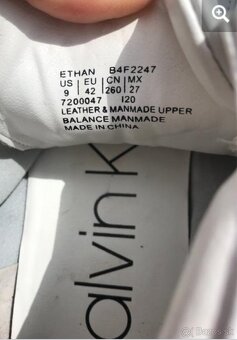 ETHAN B4F2247
US EU CN MX
9 42 260 27
7200047 120
LEATHER & MANMADE UPPER
BALANCE MANMADE
MADE IN CHINA
alvin K